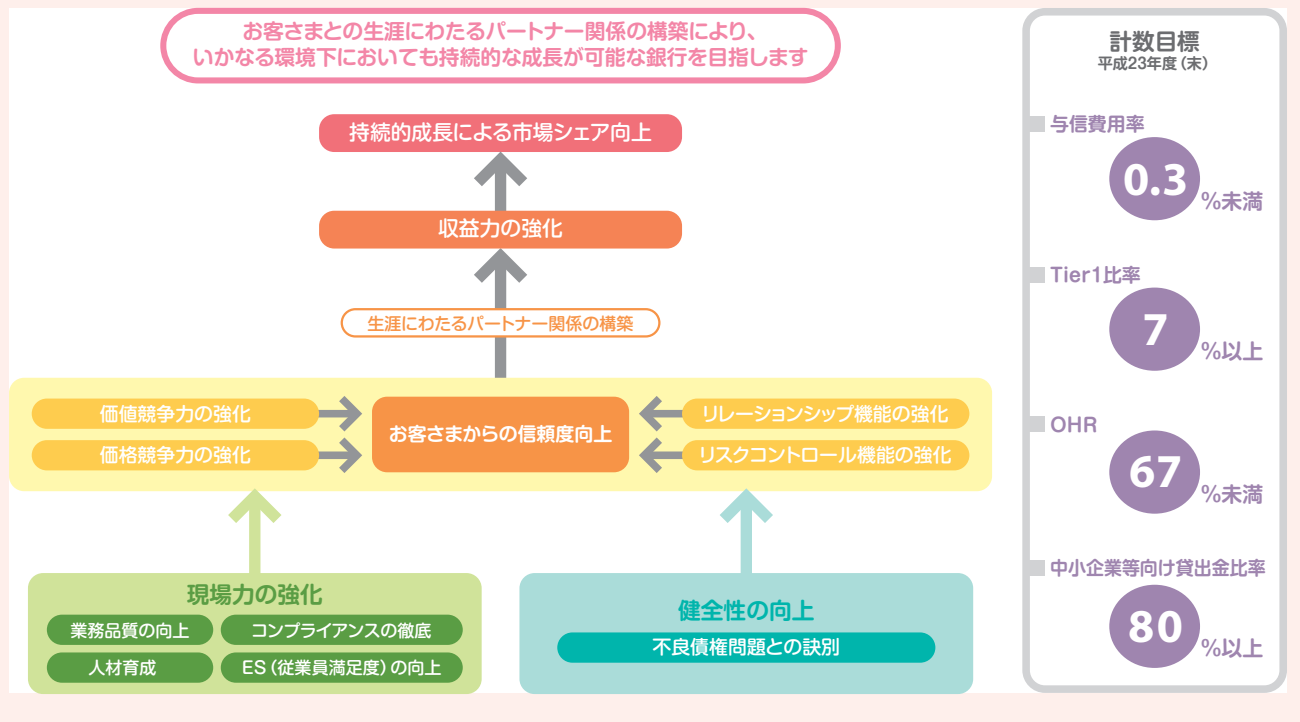 お客さまとの生涯にわたるパートナー関係の構築により、
いかなる環境下においても持続的な成長が可能な銀行を目指します
持続的成長による市場シェア向上
収益力の強化
生涯にわたるパートナー関係の構築
価値競争力の強化
価格競争力の強化
お客さまからの信頼度向上
リレーションシップ機能の強化
リスクコントロール機能の強化
現場力の強化
業務品質の向上
コンプライアンスの徹底
人材育成
ES（従業員満足度）の向上
健全性の向上
不良債権問題との訣別
計数目標
平成23年度（末）
与信費用率
0.3%未満
Tier1比率
7%以上
OHR
67%未満
中小企業等向け貸出金比率
80%以上